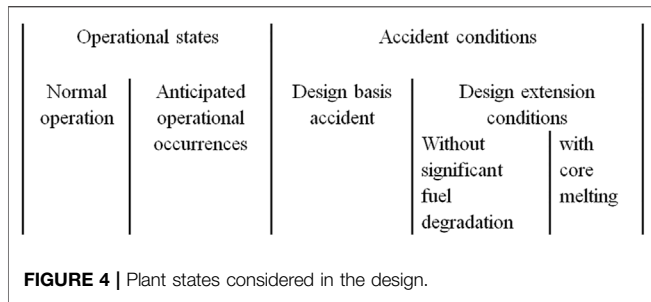 Operational states
Accident conditions
Normal
operation
Anticipated
operational
occurrences
Design basis
accident
Design extension
conditions
Without
significant
fuel
degradation
with
core
melting
FIGURE 4 | Plant states considered in the design.